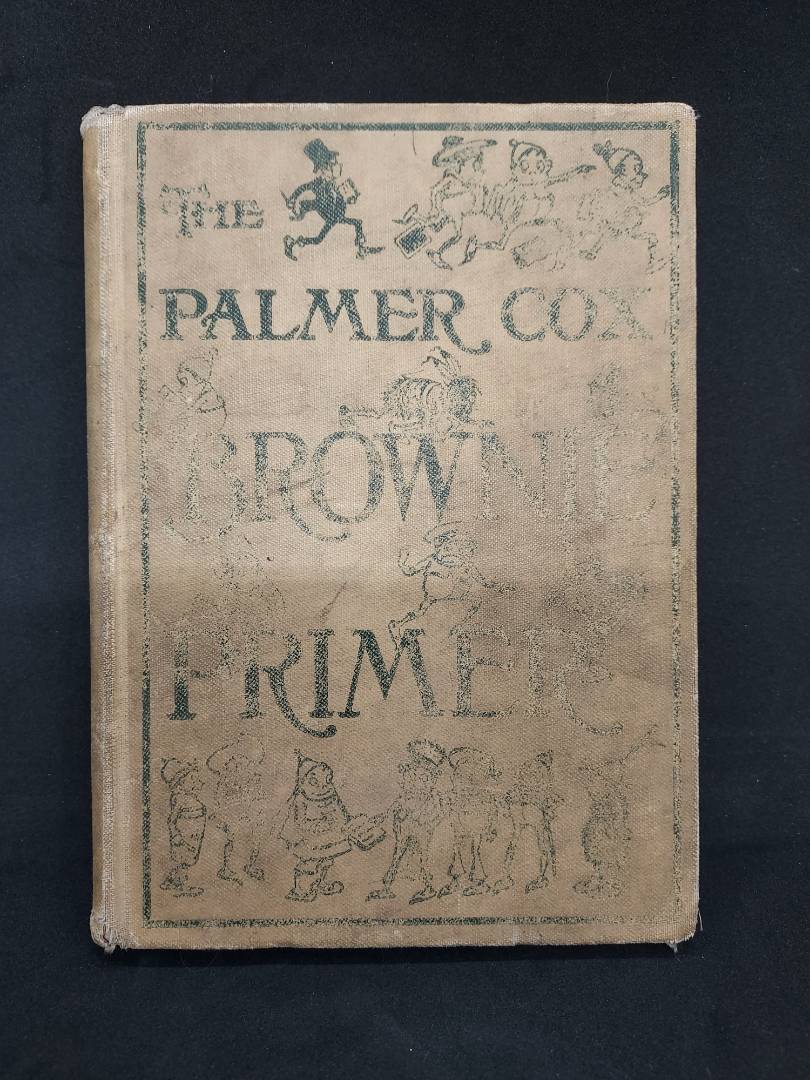 THE
PALMER COX
BROWNIE
PRIMER